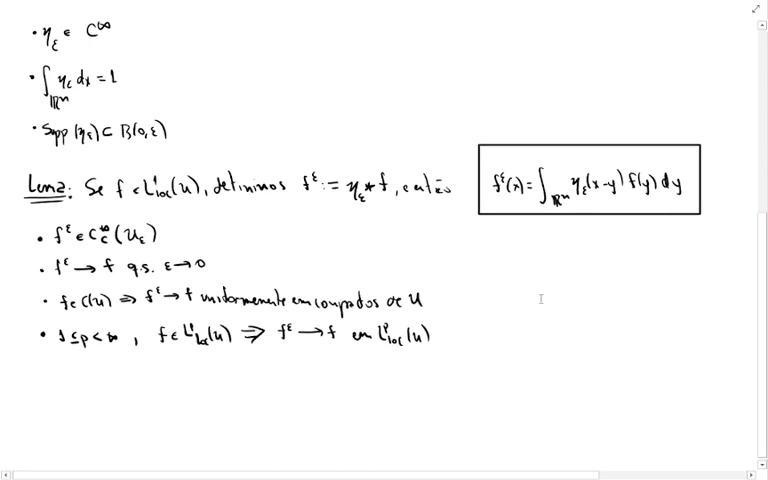 • η_ε ∈ C^∞
• ∫_{ℝ^n} η_ε dx = 1
• Supp(η_ε) ⊂ B(0,ε)
Lema: Se f ∈ L¹_loc(U), definimos f^ε := η_ε * f, então
f^ε(x) = ∫_{ℝ^n} η_ε(x-y) f(y) dy
• f^ε ∈ C_c^∞(U_ε)
• f^ε → f q.s. ε→0
• f ∈ C(U) ⇒ f^ε → f uniformemente em compactos de U
• 1 ≤ p < ∞, f ∈ L^p_loc(U) ⇒ f^ε → f em L^p_loc(U)